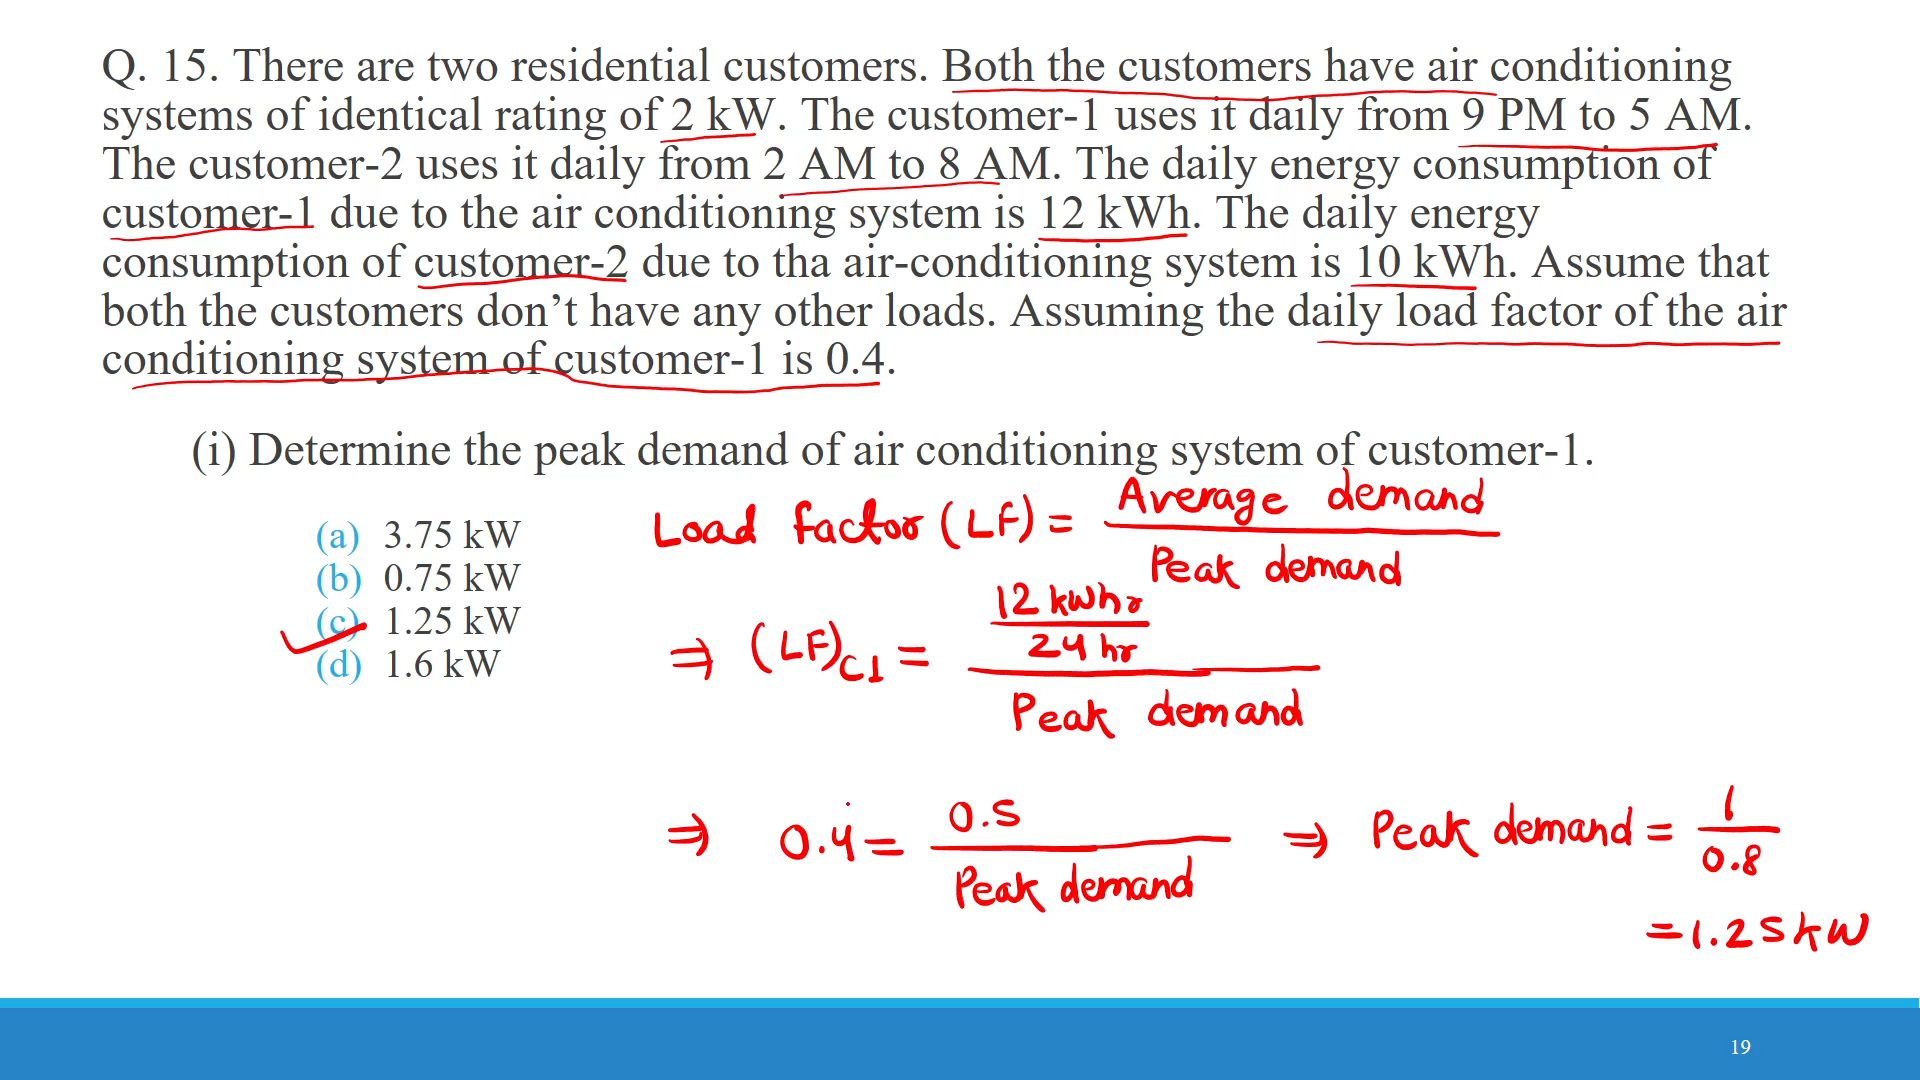 Q. 15. There are two residential customers. Both the customers have air conditioning
systems of identical rating of 2 kW. The customer-1 uses it daily from 9 PM to 5 AM.
The customer-2 uses it daily from 2 AM to 8 AM. The daily energy consumption of
customer-1 due to the air conditioning system is 12 kWh. The daily energy
consumption of customer-2 due to tha air-conditioning system is 10 kWh. Assume that
both the customers don’t have any other loads. Assuming the daily load factor of the air
conditioning system of customer-1 is 0.4.
(i) Determine the peak demand of air conditioning system of customer-1.
(a) 3.75 kW
(b) 0.75 kW
(c) 1.25 kW
(d) 1.6 kW
Load factor (LF) = Average demand
Peak demand
⇒ (LF)C1 = 12 kWhr
24 hr
Peak demand
⇒ 0.4 = 0.5
Peak demand
⇒ Peak demand = 1
0.8
= 1.25 kW
19